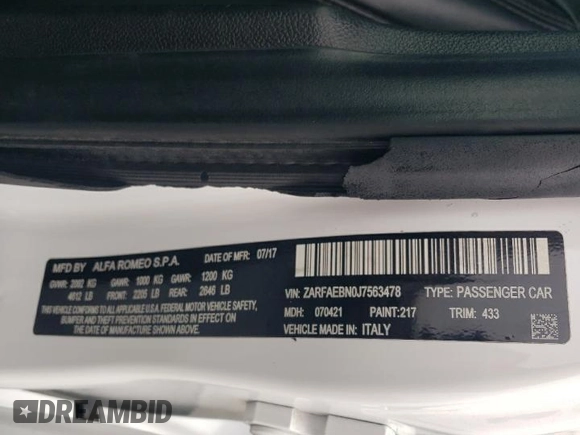 MFD BY ALFA ROMEO S.P.A. DATE OF MFR: 07/17
GVWR: 2092 KG GAWR: 1000 KG GAWR: 1200 KG
4612 LB FRONT: 2205 LB REAR: 2646 LB
THIS VEHICLE CONFORMS TO ALL APPLICABLE U.S.A. FEDERAL MOTOR VEHICLE SAFETY,
BUMPER AND THEFT PREVENTION STANDARDS IN EFFECT
ON THE DATE OF MANUFACTURE SHOWN ABOVE.
VIN: ZARFAEBN0J7563478 TYPE: PASSENGER CAR
MDH: 070421 PAINT:217 TRIM: 433
VEHICLE MADE IN: ITALY
DREAMBID